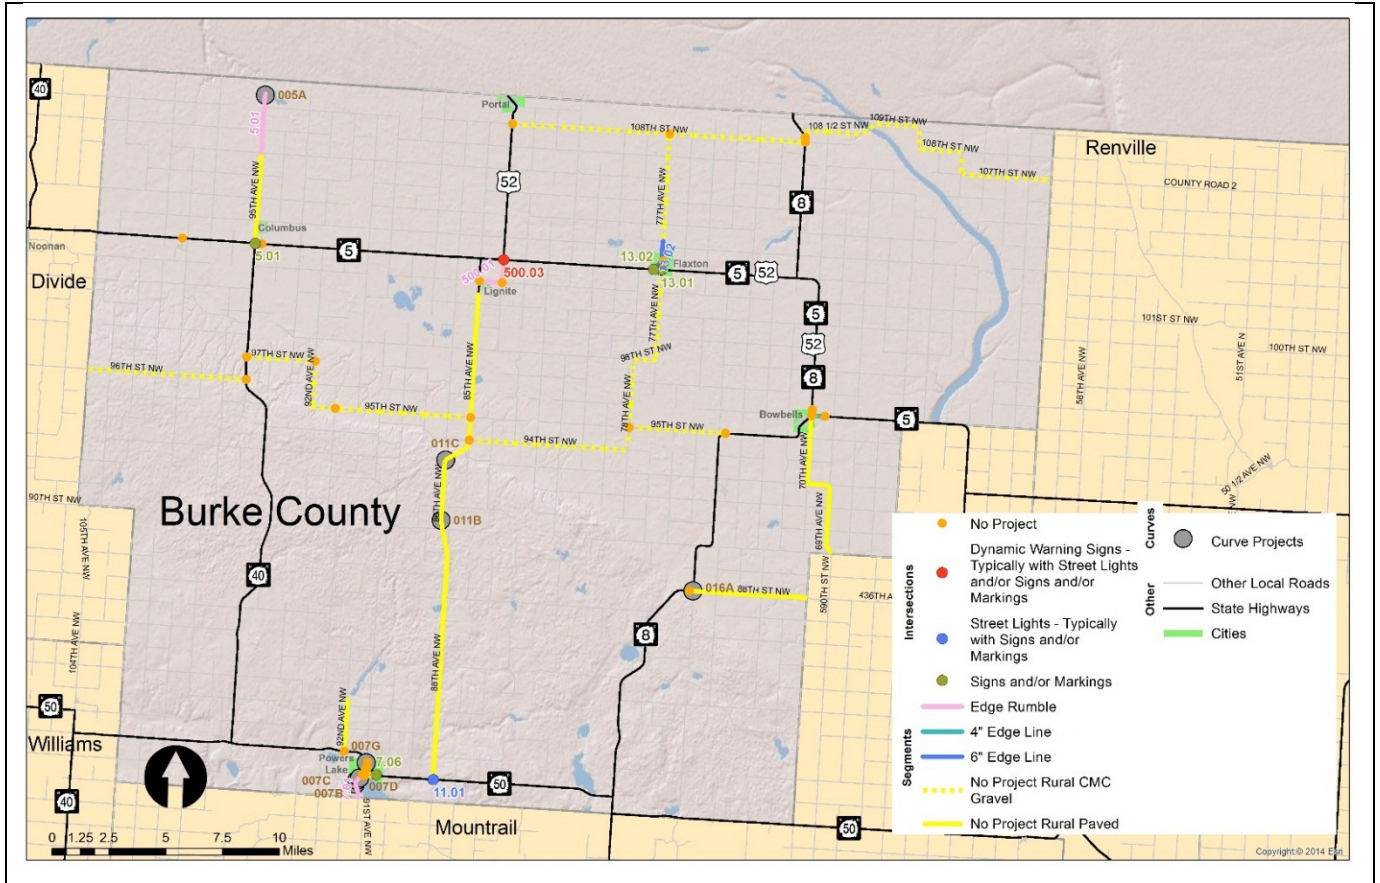 40
005A
5.01
Portal
108TH ST NW
108 1/2 ST NW
109TH ST NW
108TH ST NW
107TH ST NW
Renville
COUNTY ROAD 2
52
8
95TH AVE NW
77TH AVE NW
Columbus
5.01
5
Noonan
Divide
500.01
500.03
Lignite
13.02
13.02
Flaxton
13.01
5
52
77TH AVE NW
5
52
8
101ST ST NW
51ST AVE N
100TH ST NW
98TH ST NW
97TH ST NW
96TH ST NW
92ND AVE NW
95TH ST NW
85TH AVE NW
78TH AVE NW
95TH ST NW
94TH ST NW
Bowbells
5
58TH AVE NW
011C
011B
70TH AVE NW
69TH AVE NW
50 1/2 AVE NW
90TH ST NW
105TH AVE NW
Burke County
40
016A
88TH ST NW
590TH ST NW
436TH A
8
104TH AVE NW
88TH AVE NW
92ND AVE NW
50
Williams
007G
Powers
Lake
7.06
007C
007D
007B
91ST AVE NW
11.01
50
40
Mountrail
50
0 1.25 2.5 5 7.5 10
Miles
Intersections
No Project
Dynamic Warning Signs -
Typically with Street Lights
and/or Signs and/or
Markings
Street Lights - Typically
with Signs and/or
Markings
Signs and/or Markings
Segments
Edge Rumble
4" Edge Line
6" Edge Line
No Project Rural CMC
Gravel
No Project Rural Paved
Curves
Curve Projects
Other
Other Local Roads
State Highways
Cities
Copyright:© 2014 Esri